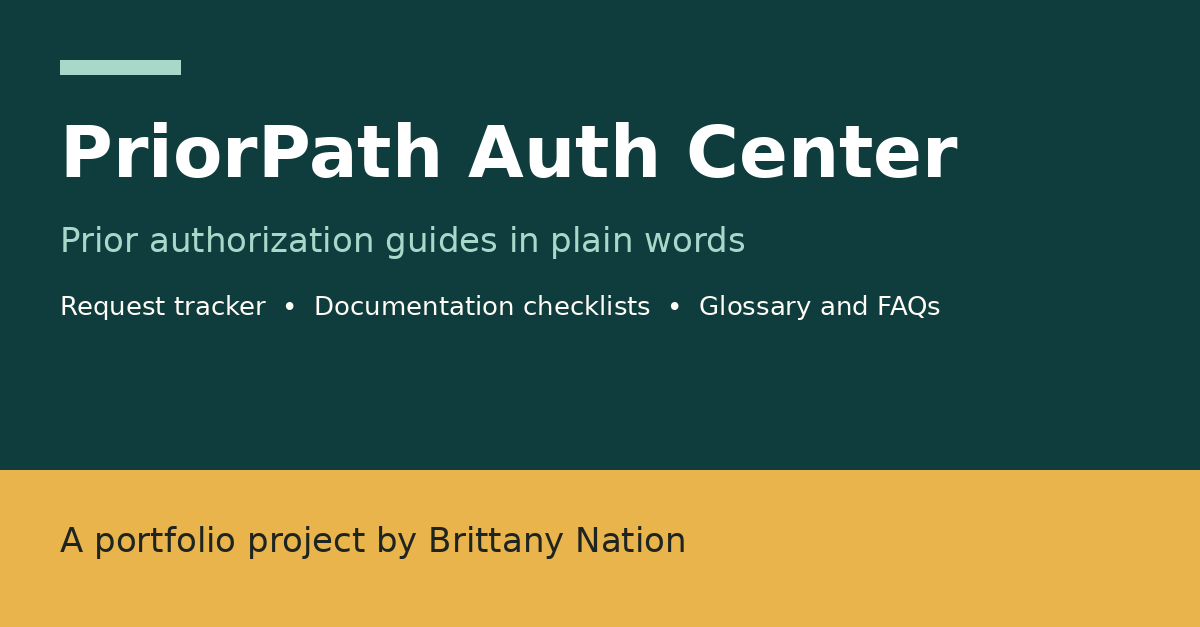 PriorPath Auth Center
Prior authorization guides in plain words
Request tracker • Documentation checklists • Glossary and FAQs
A portfolio project by Brittany Nation